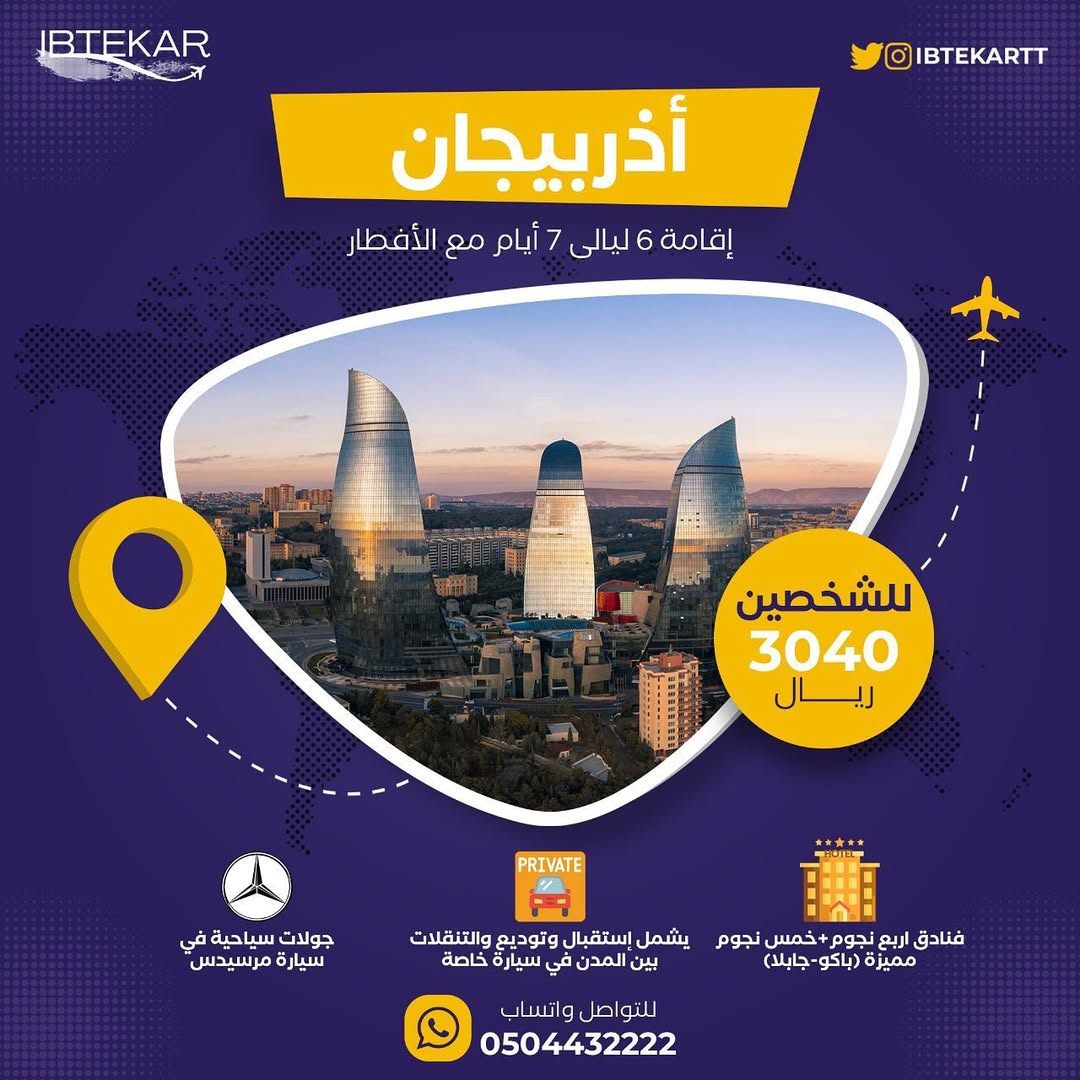 IBTEKAR
IBTEKARTT
أذربيجان
إقامة 6 ليالى 7 أيام مع الأفطار
للشخصين
3040
ريال
HOTEL
فنادق اربع نجوم+خمس نجوم
مميزة (باكو-جابلا)
PRIVATE
يشمل إستقبال وتوديع والتنقلات
بين المدن في سيارة خاصة
جولات سياحية في
سيارة مرسيدس
للتواصل واتساب
0504432222